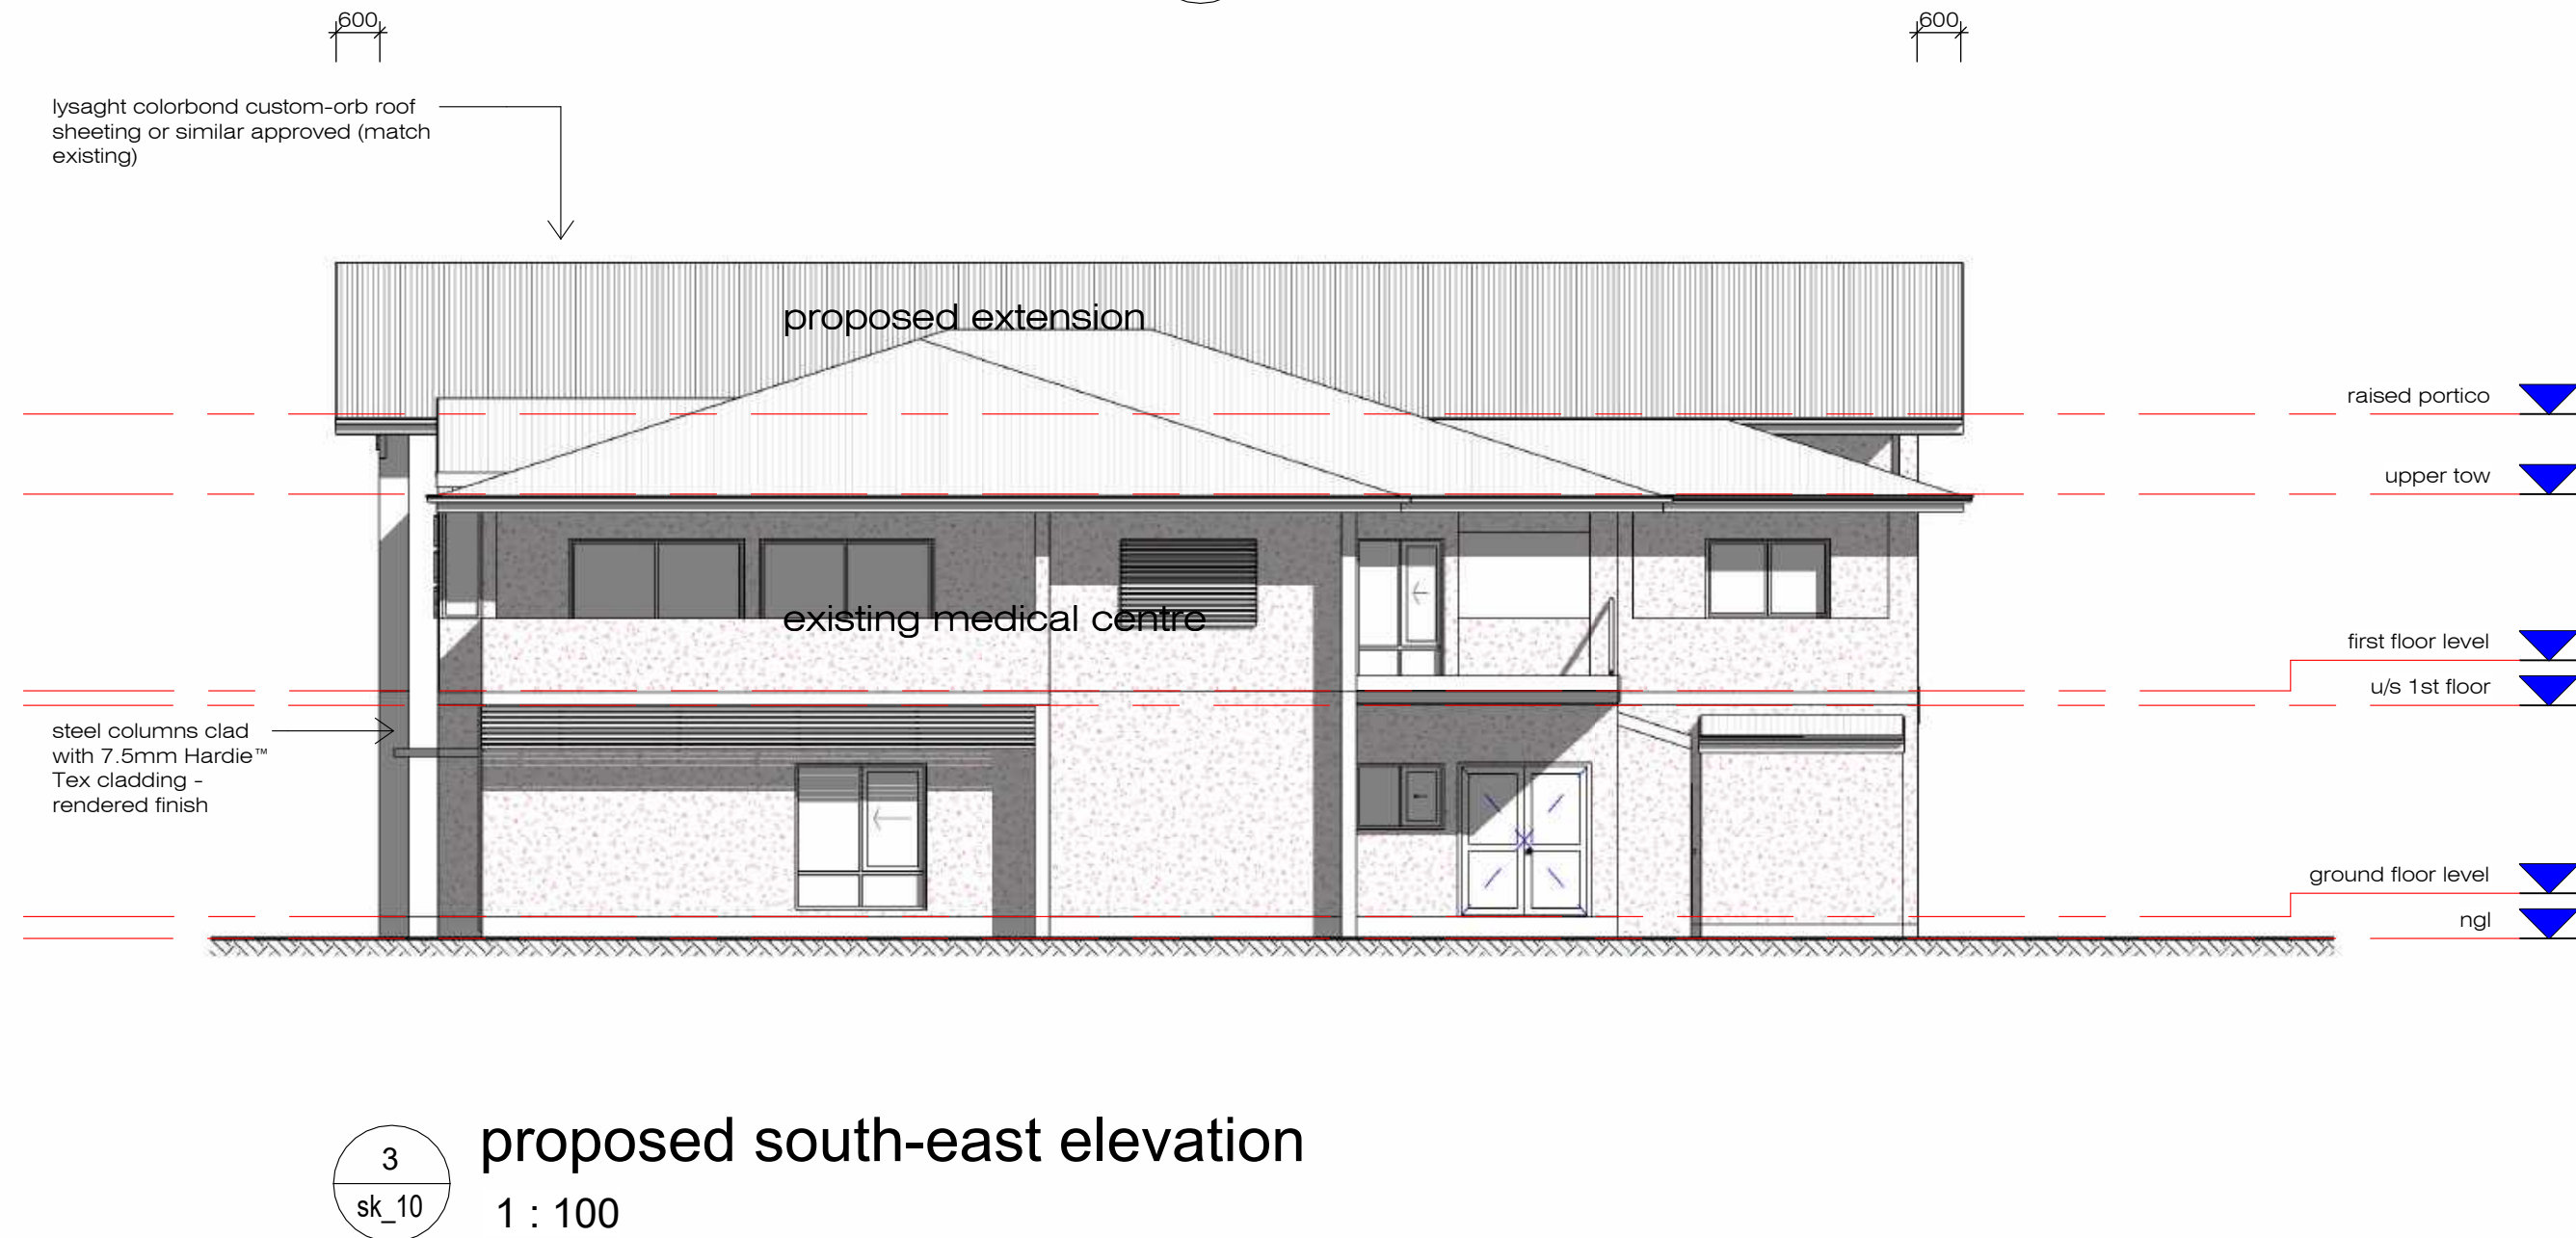 600
600
lysaght colorbond custom-orb roof
sheeting or similar approved (match
existing)
proposed extension
raised portico
upper tow
existing medical centre
first floor level
u/s 1st floor
steel columns clad
with 7.5mm Hardie™
Tex cladding -
rendered finish
ground floor level
ngl
3
sk_10
proposed south-east elevation
1 : 100